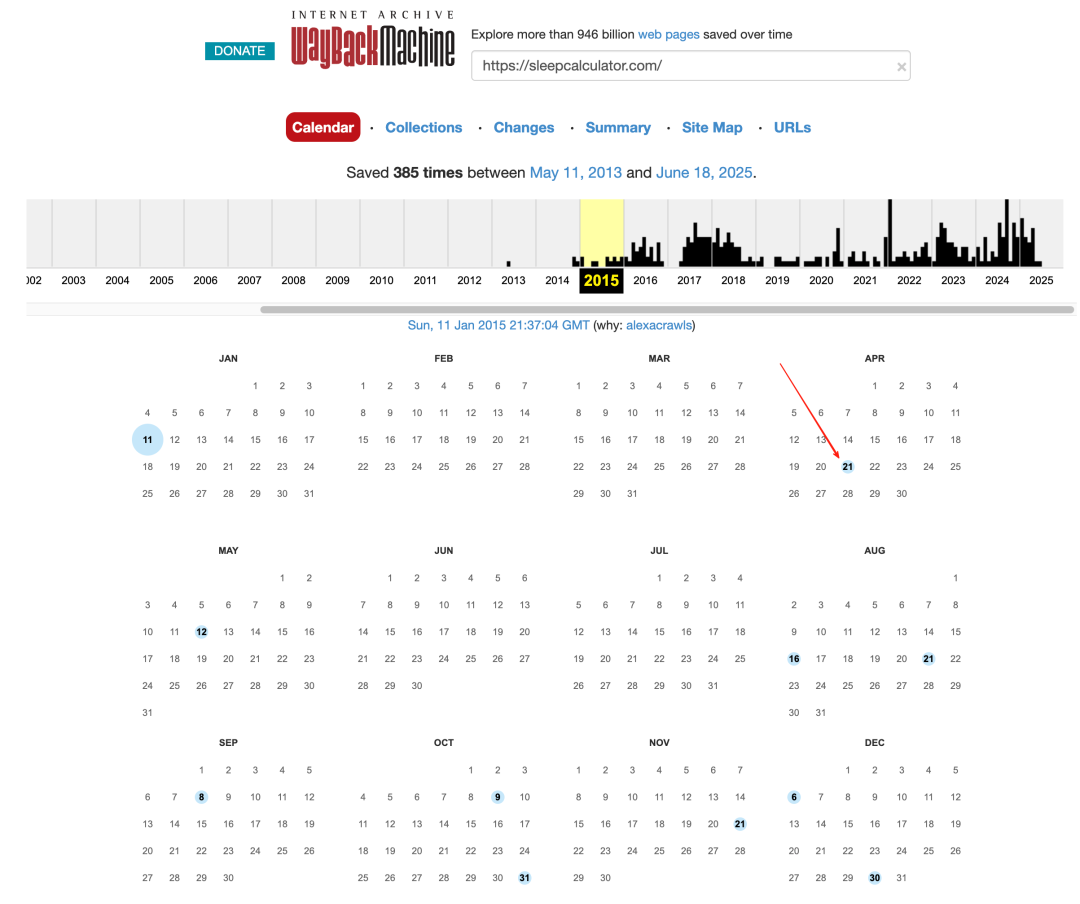 INTERNET ARCHIVE
DONATE
WayBackMachine
Explore more than 946 billion web pages saved over time
https://sleepcalculator.com/ ×
Calendar · Collections · Changes · Summary · Site Map · URLs
Saved 385 times between May 11, 2013 and June 18, 2025.
02 2003 2004 2005 2006 2007 2008 2009 2010 2011 2012 2013 2014 2015 2016 2017 2018 2019 2020 2021 2022 2023 2024 2025
Sun, 11 Jan 2015 21:37:04 GMT (why: alexacrawls)
JAN
1 2 3
4 5 6 7 8 9 10
11 12 13 14 15 16 17
18 19 20 21 22 23 24
25 26 27 28 29 30 31
FEB
1 2 3 4 5 6 7
8 9 10 11 12 13 14
15 16 17 18 19 20 21
22 23 24 25 26 27 28
MAR
1 2 3 4 5 6 7
8 9 10 11 12 13 14
15 16 17 18 19 20 21
22 23 24 25 26 27 28
29 30 31
APR
1 2 3 4
5 6 7 8 9 10 11
12 13 14 15 16 17 18
19 20 21 22 23 24 25
26 27 28 29 30
MAY
1 2
3 4 5 6 7 8 9
10 11 12 13 14 15 16
17 18 19 20 21 22 23
24 25 26 27 28 29 30
31
JUN
1 2 3 4 5 6
7 8 9 10 11 12 13
14 15 16 17 18 19 20
21 22 23 24 25 26 27
28 29 30
JUL
1 2 3 4
5 6 7 8 9 10 11
12 13 14 15 16 17 18
19 20 21 22 23 24 25
26 27 28 29 30 31
AUG
1
2 3 4 5 6 7 8
9 10 11 12 13 14 15
16 17 18 19 20 21 22
23 24 25 26 27 28 29
30 31
SEP
1 2 3 4 5
6 7 8 9 10 11 12
13 14 15 16 17 18 19
20 21 22 23 24 25 26
27 28 29 30
OCT
1 2 3
4 5 6 7 8 9 10
11 12 13 14 15 16 17
18 19 20 21 22 23 24
25 26 27 28 29 30 31
NOV
1 2 3 4 5 6 7
8 9 10 11 12 13 14
15 16 17 18 19 20 21
22 23 24 25 26 27 28
29 30
DEC
1 2 3 4 5
6 7 8 9 10 11 12
13 14 15 16 17 18 19
20 21 22 23 24 25 26
27 28 29 30 31